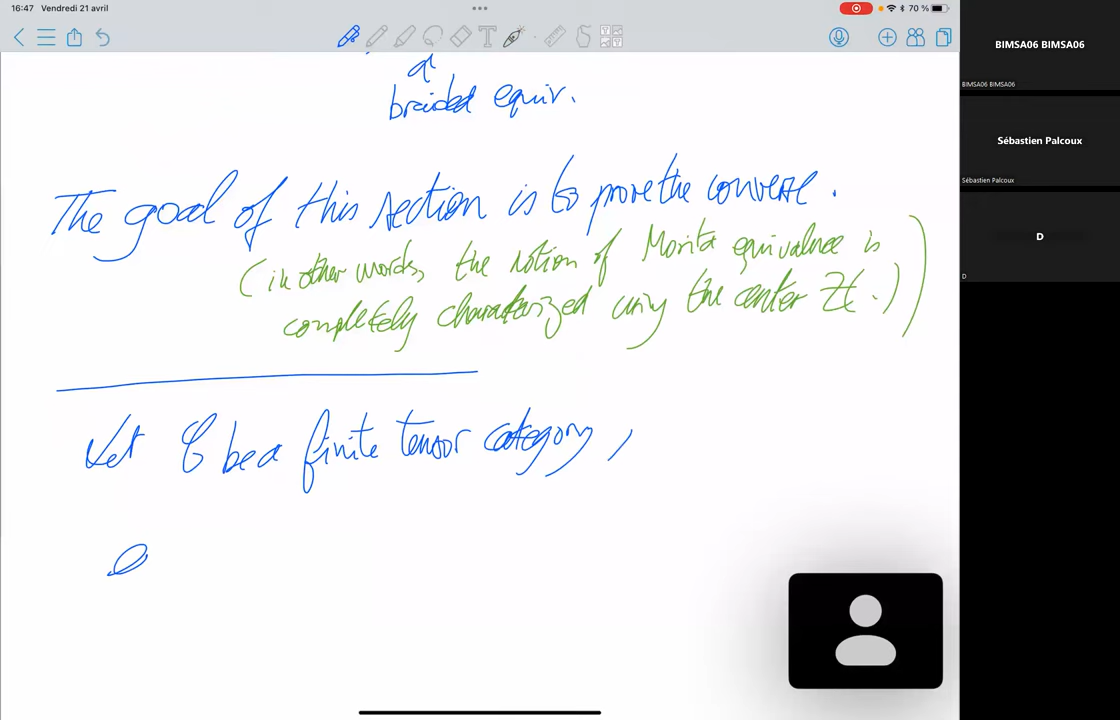 16:47 Vendredi 21 avril
70 %
a
braided equiv.
The goal of this section is to prove the converse.
(in other words, the notion of Morita equivalence is
completely characterized using the center Z(.))
Let C be a finite tensor category,
BIMSA06 BIMSA06
BIMSA06 BIMSA06
Sébastien Palcoux
Sébastien Palcoux
D
D